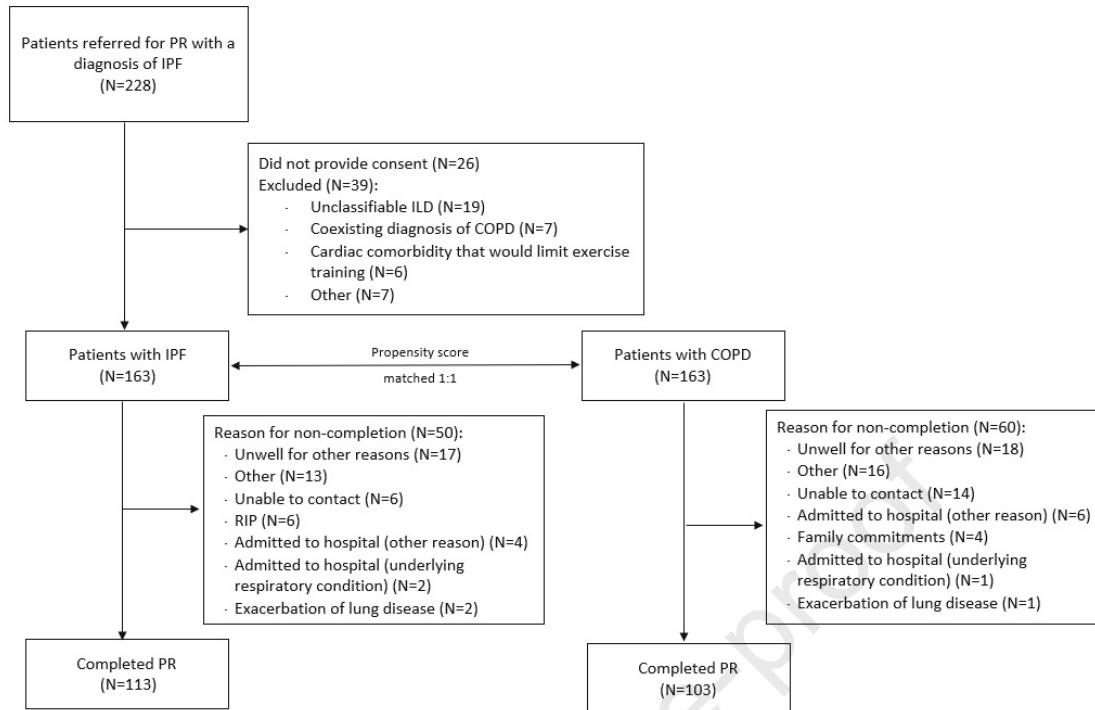 Patients referred for PR with a
diagnosis of IPF
(N=228)
Did not provide consent (N=26)
Excluded (N=39):
· Unclassifiable ILD (N=19)
· Coexisting diagnosis of COPD (N=7)
· Cardiac comorbidity that would limit exercise
training (N=6)
· Other (N=7)
Patients with IPF
(N=163)
Propensity score
matched 1:1
Patients with COPD
(N=163)
Reason for non-completion (N=50):
· Unwell for other reasons (N=17)
· Other (N=13)
· Unable to contact (N=6)
· RIP (N=6)
· Admitted to hospital (other reason) (N=4)
· Admitted to hospital (underlying
respiratory condition) (N=2)
· Exacerbation of lung disease (N=2)
Reason for non-completion (N=60):
· Unwell for other reasons (N=18)
· Other (N=16)
· Unable to contact (N=14)
· Admitted to hospital (other reason) (N=6)
· Family commitments (N=4)
· Admitted to hospital (underlying
respiratory condition) (N=1)
· Exacerbation of lung disease (N=1)
Completed PR
(N=113)
Completed PR
(N=103)
e-proof